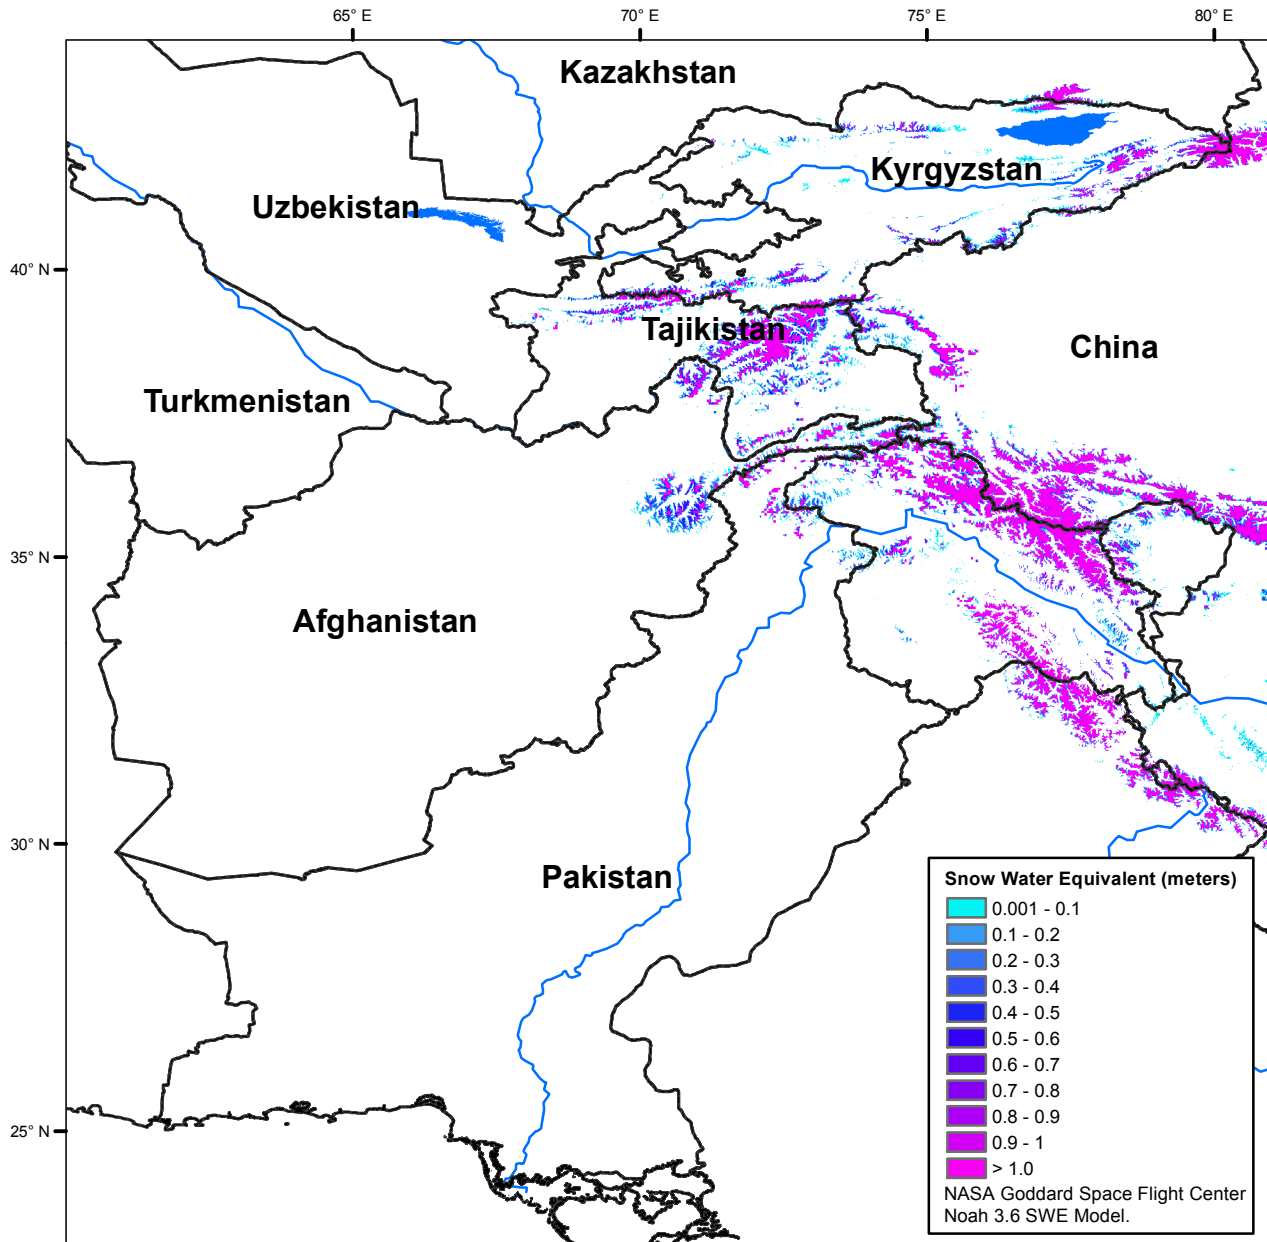 65° E
70° E
75° E
80° E
Kazakhstan
Kyrgyzstan
Uzbekistan
40° N
Tajikistan
China
Turkmenistan
35° N
Afghanistan
30° N
Pakistan
25° N
Snow Water Equivalent (meters)
0.001 - 0.1
0.1 - 0.2
0.2 - 0.3
0.3 - 0.4
0.4 - 0.5
0.5 - 0.6
0.6 - 0.7
0.7 - 0.8
0.8 - 0.9
0.9 - 1
> 1.0
NASA Goddard Space Flight Center
Noah 3.6 SWE Model.